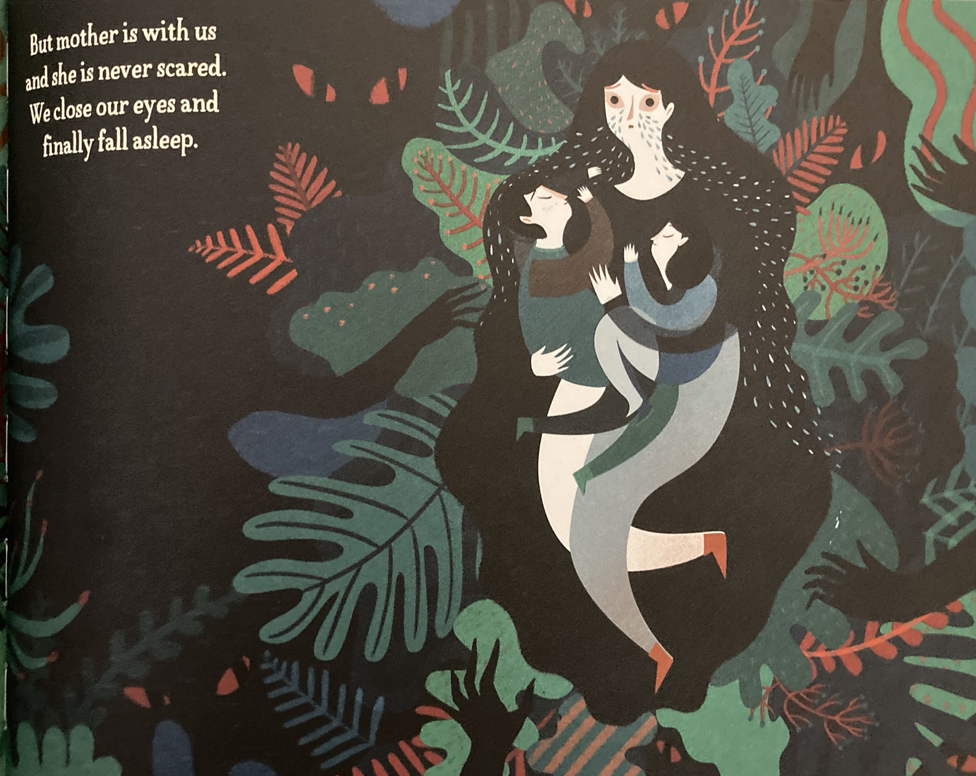 But mother is with us
and she is never scared.
We close our eyes and
finally fall asleep.